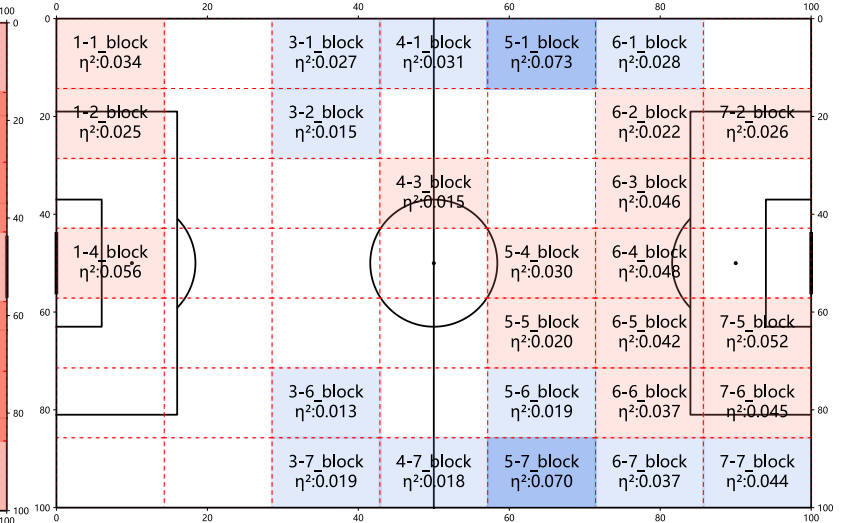 100
0
20
40
60
80
100
0
20
40
60
80
100
0
20
40
60
80
100
1-1_block
η²:0.034
3-1_block
η²:0.027
4-1_block
η²:0.031
5-1_block
η²:0.073
6-1_block
η²:0.028
1-2_block
η²:0.025
3-2_block
η²:0.015
6-2_block
η²:0.022
7-2_block
η²:0.026
4-3_block
η²:0.015
6-3_block
η²:0.046
1-4_block
η²:0.056
5-4_block
η²:0.030
6-4_block
η²:0.048
5-5_block
η²:0.020
6-5_block
η²:0.042
7-5_block
η²:0.052
3-6_block
η²:0.013
5-6_block
η²:0.019
6-6_block
η²:0.037
7-6_block
η²:0.045
3-7_block
η²:0.019
4-7_block
η²:0.018
5-7_block
η²:0.070
6-7_block
η²:0.037
7-7_block
η²:0.044
0
20
40
60
80
100
100
0
20
40
60
80
100